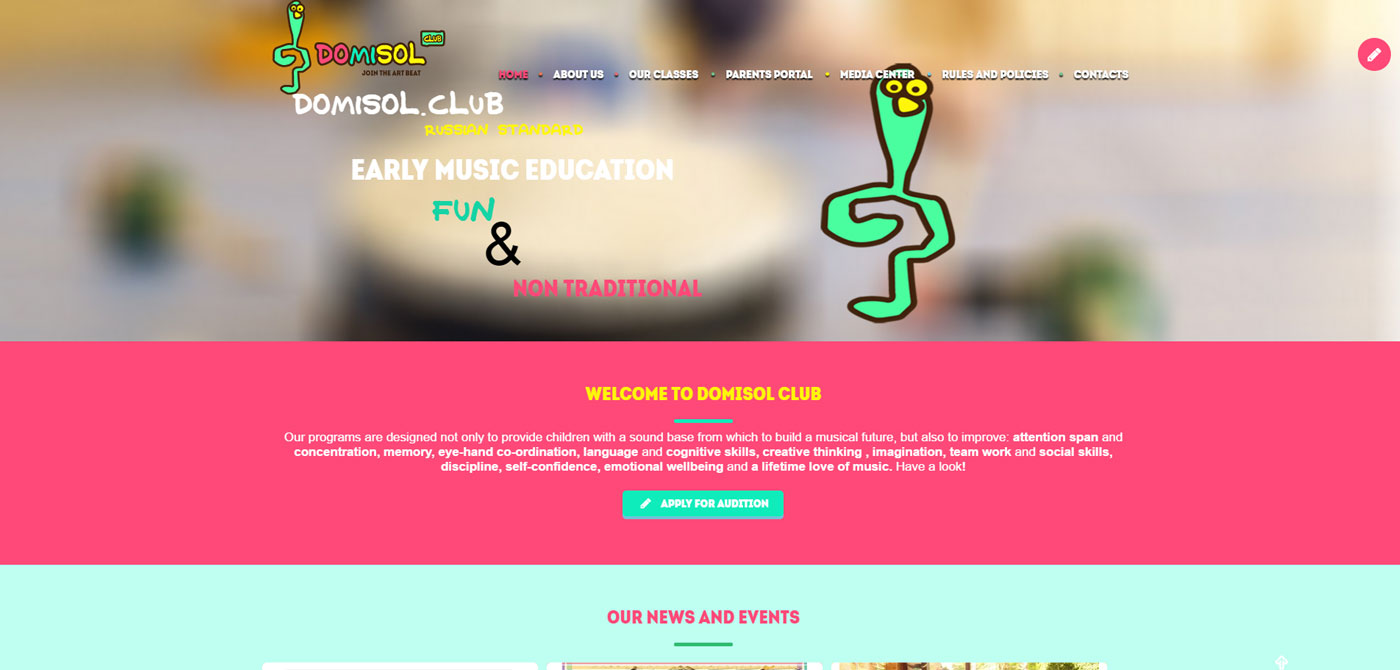 CLUB
DOMISOL
JOIN THE ART BEAT
HOME ABOUT US OUR CLASSES PARENTS PORTAL MEDIA CENTER RULES AND POLICIES CONTACTS
DOMISOL.CLUB
RUSSIAN STANDARD
EARLY MUSIC EDUCATION
FUN
&
NON TRADITIONAL
WELCOME TO DOMISOL CLUB
Our programs are designed not only to provide children with a sound base from which to build a musical future, but also to improve: attention span and
concentration, memory, eye-hand co-ordination, language and cognitive skills, creative thinking , imagination, team work and social skills,
discipline, self-confidence, emotional wellbeing and a lifetime love of music. Have a look!
APPLY FOR AUDITION
OUR NEWS AND EVENTS